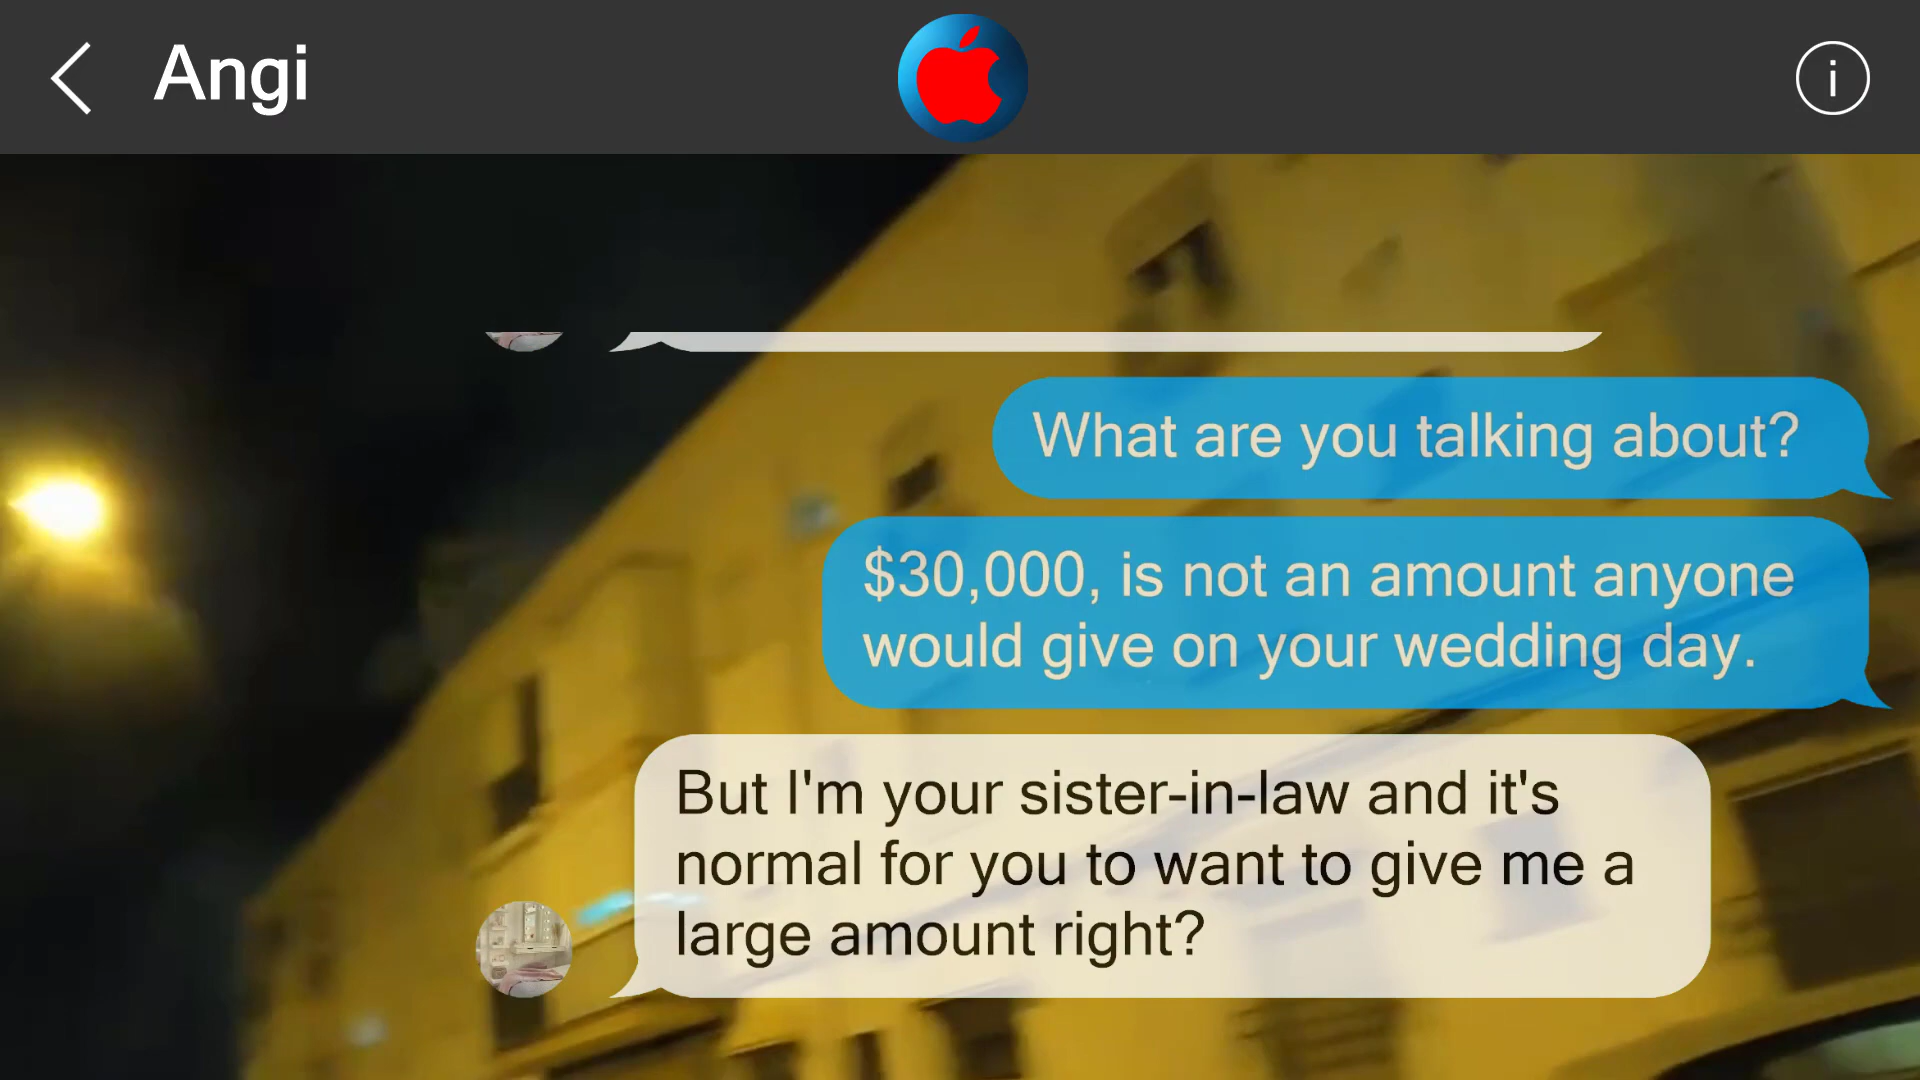 Angi
i
What are you talking about?
$30,000, is not an amount anyone
would give on your wedding day.
But I'm your sister-in-law and it's
normal for you to want to give me a
large amount right?